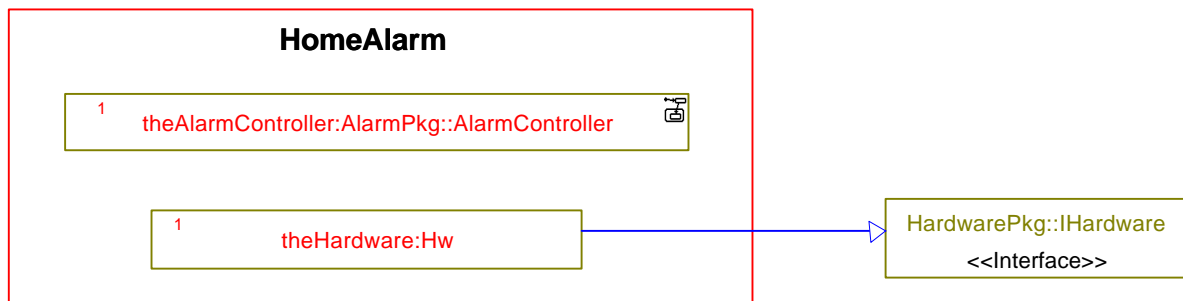 HomeAlarm
1
theAlarmController:AlarmPkg::AlarmController
1
theHardware:Hw
HardwarePkg::IHardware
<<Interface>>